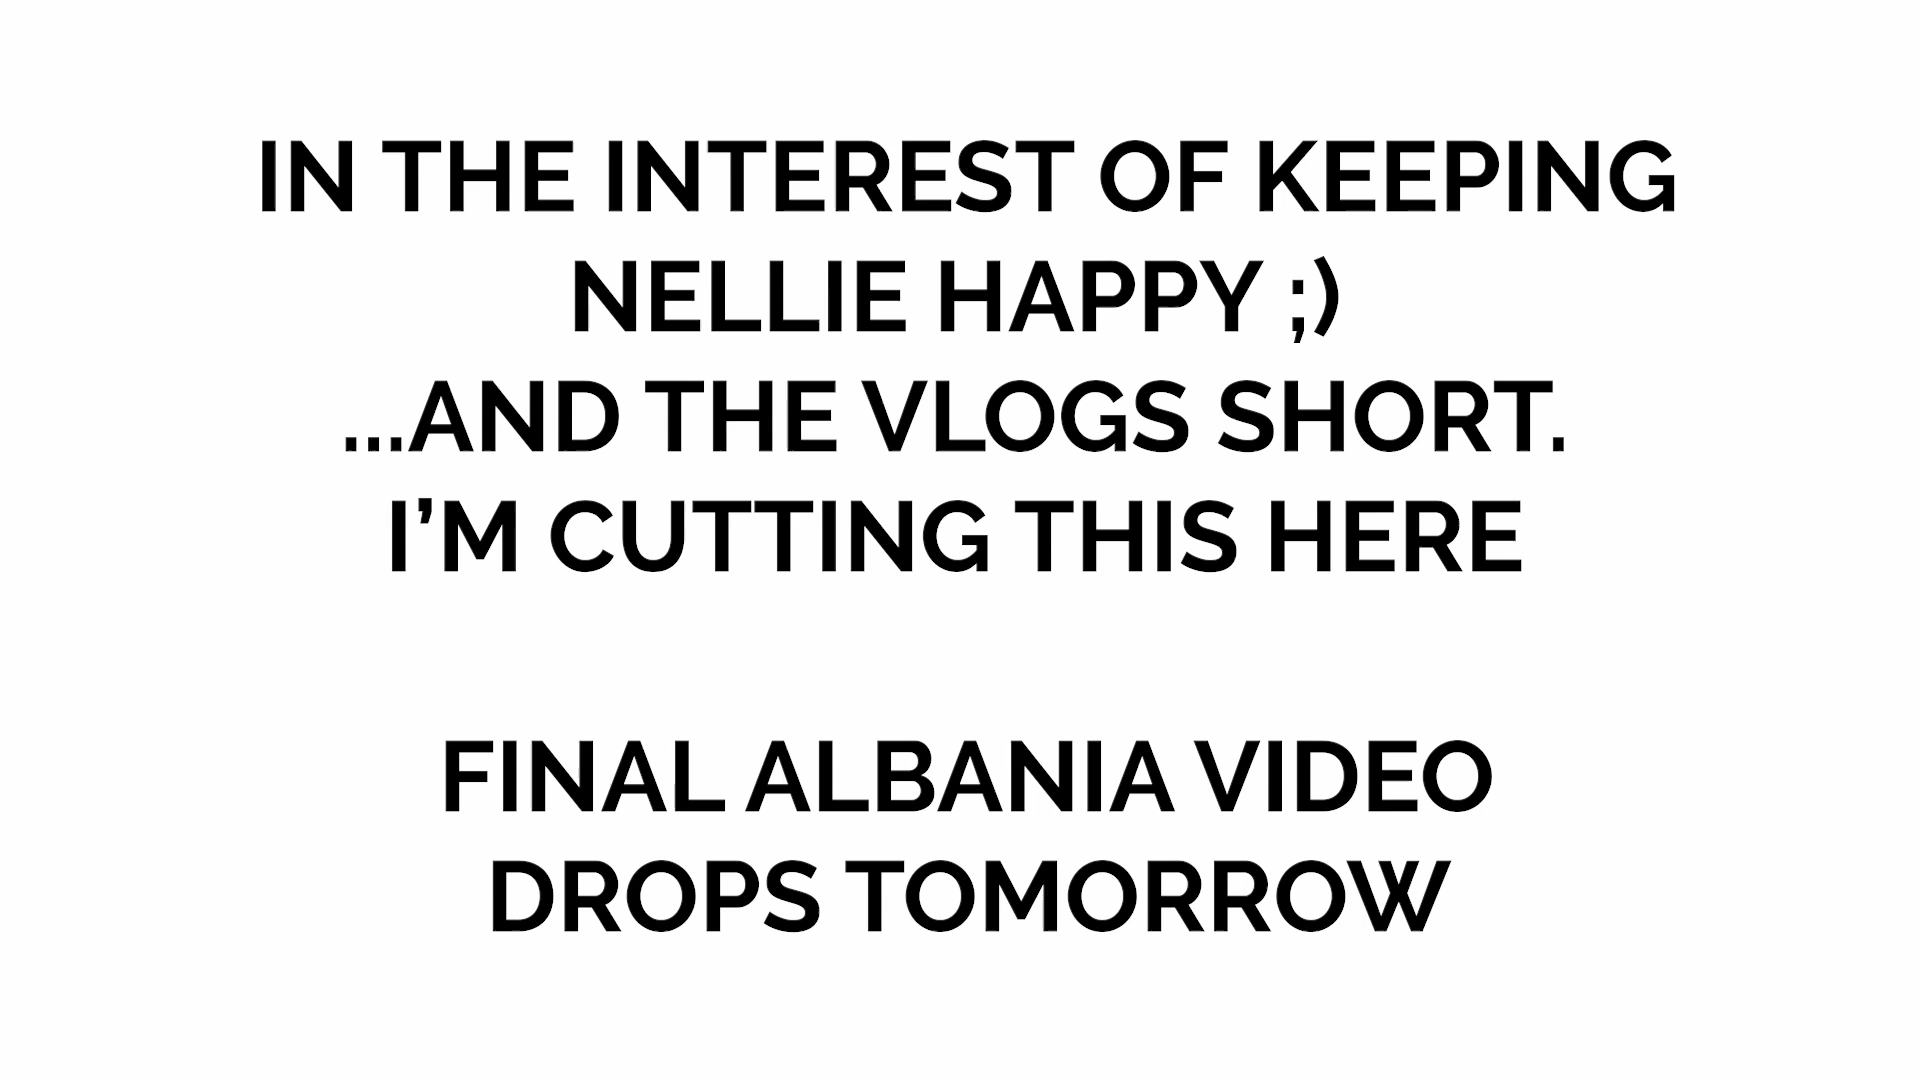 IN THE INTEREST OF KEEPING
NELLIE HAPPY ;)
...AND THE VLOGS SHORT.
I’M CUTTING THIS HERE
FINAL ALBANIA VIDEO
DROPS TOMORROW